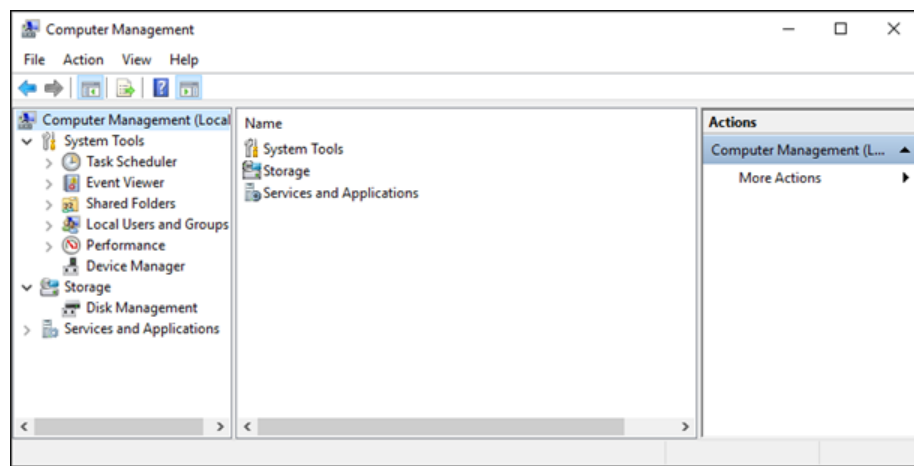 Computer Management
File Action View Help
Computer Management (Local
System Tools
Task Scheduler
Event Viewer
Shared Folders
Local Users and Groups
Performance
Device Manager
Storage
Disk Management
Services and Applications
Name
System Tools
Storage
Services and Applications
Actions
Computer Management (L...
More Actions